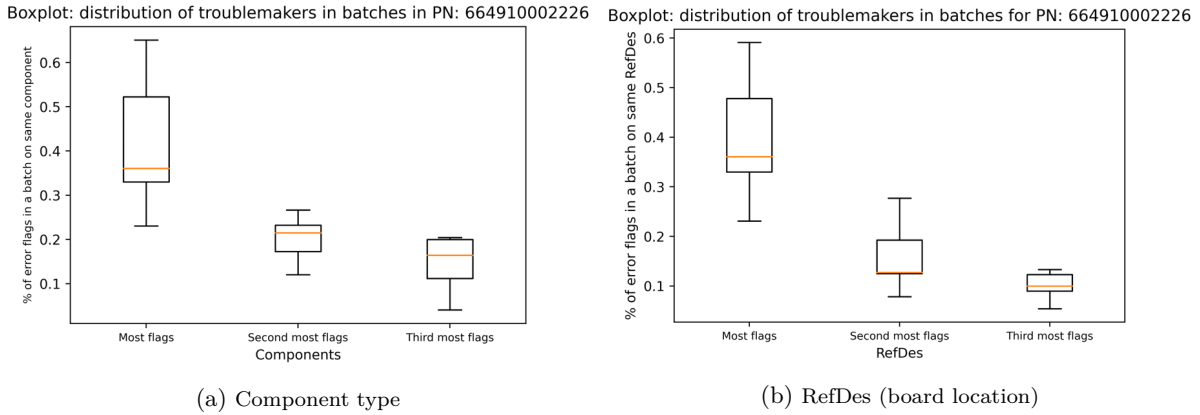 Boxplot: distribution of troublemakers in batches in PN: 664910002226
% of error flags in a batch on same component
0.6
0.5
0.4
0.3
0.2
0.1
Most flags
Second most flags
Third most flags
Components
(a) Component type
Boxplot: distribution of troublemakers in batches for PN: 664910002226
% of error flags in a batch on same RefDes
0.6
0.5
0.4
0.3
0.2
0.1
Most flags
Second most flags
Third most flags
RefDes
(b) RefDes (board location)